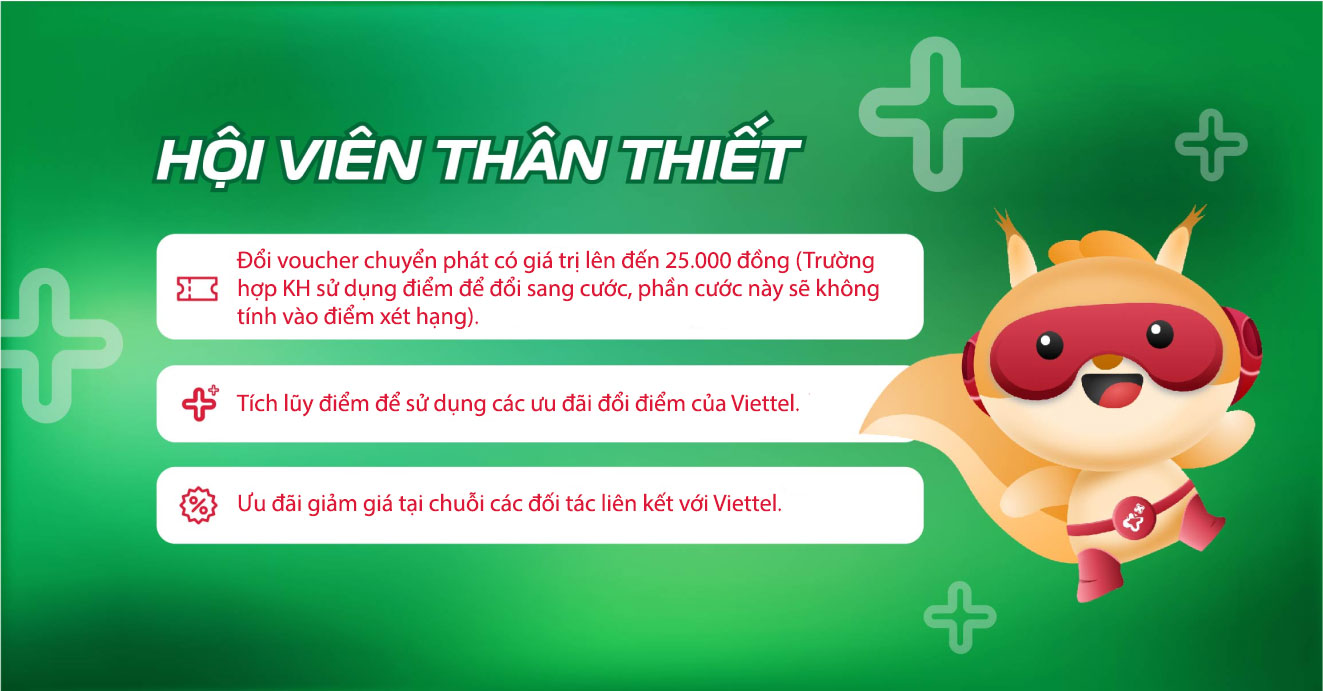 HỘI VIÊN THÂN THIẾT
Đổi voucher chuyển phát có giá trị lên đến 25.000 đồng (Trường
hợp KH sử dụng điểm để đổi sang cước, phần cước này sẽ không
tính vào điểm xét hạng).
Tích lũy điểm để sử dụng các ưu đãi đổi điểm của Viettel.
Ưu đãi giảm giá tại chuỗi các đối tác liên kết với Viettel.